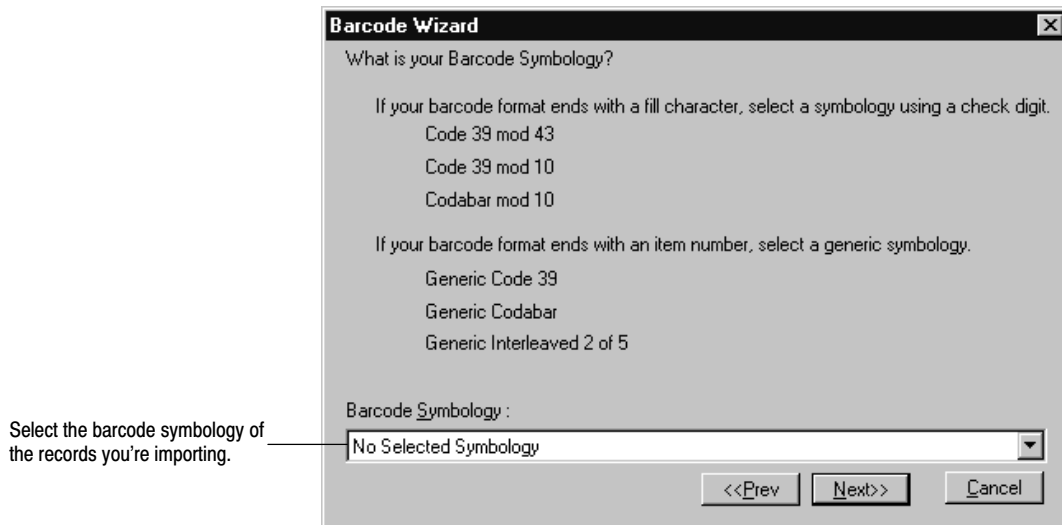 Barcode Wizard
What is your Barcode Symbology?
If your barcode format ends with a fill character, select a symbology using a check digit.
Code 39 mod 43
Code 39 mod 10
Codabar mod 10
If your barcode format ends with an item number, select a generic symbology.
Generic Code 39
Generic Codabar
Generic Interleaved 2 of 5
Barcode Symbology :
Select the barcode symbology of
the records you're importing.
No Selected Symbology
<<Prev
Next>>
Cancel